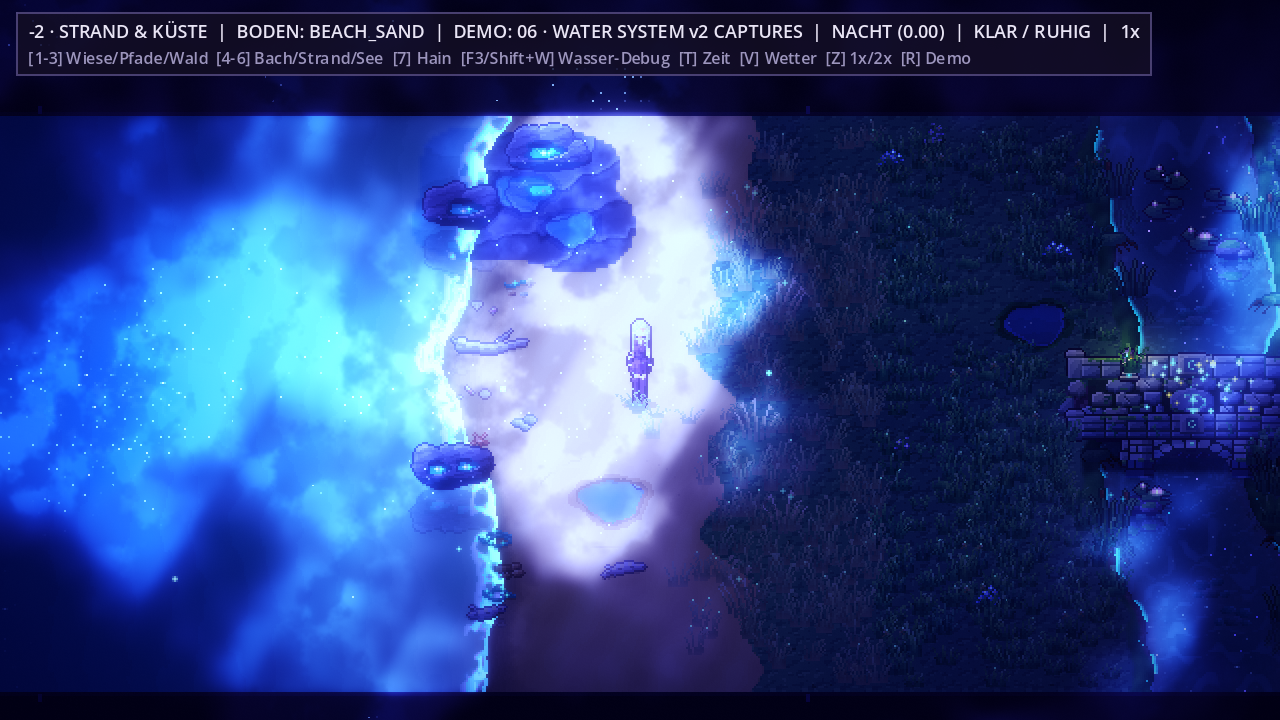 -2 · STRAND & KÜSTE | BODEN: BEACH_SAND | DEMO: 06 · WATER SYSTEM v2 CAPTURES | NACHT (0.00) | KLAR / RUHIG | 1x
[1-3] Wiese/Pfade/Wald [4-6] Bach/Strand/See [7] Hain [F3/Shift+W] Wasser-Debug [T] Zeit [V] Wetter [Z] 1x/2x [R] Demo